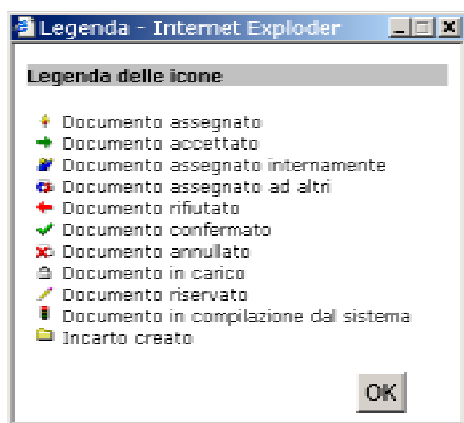 Legenda - Internet Exploder
Legenda delle icone
Documento assegnato
Documento accettato
Documento assegnato internamente
Documento assegnato ad altri
Documento rifiutato
Documento confermato
Documento annullato
Documento in carico
Documento riservato
Documento in compilazione dal sistema
Incarto creato
OK